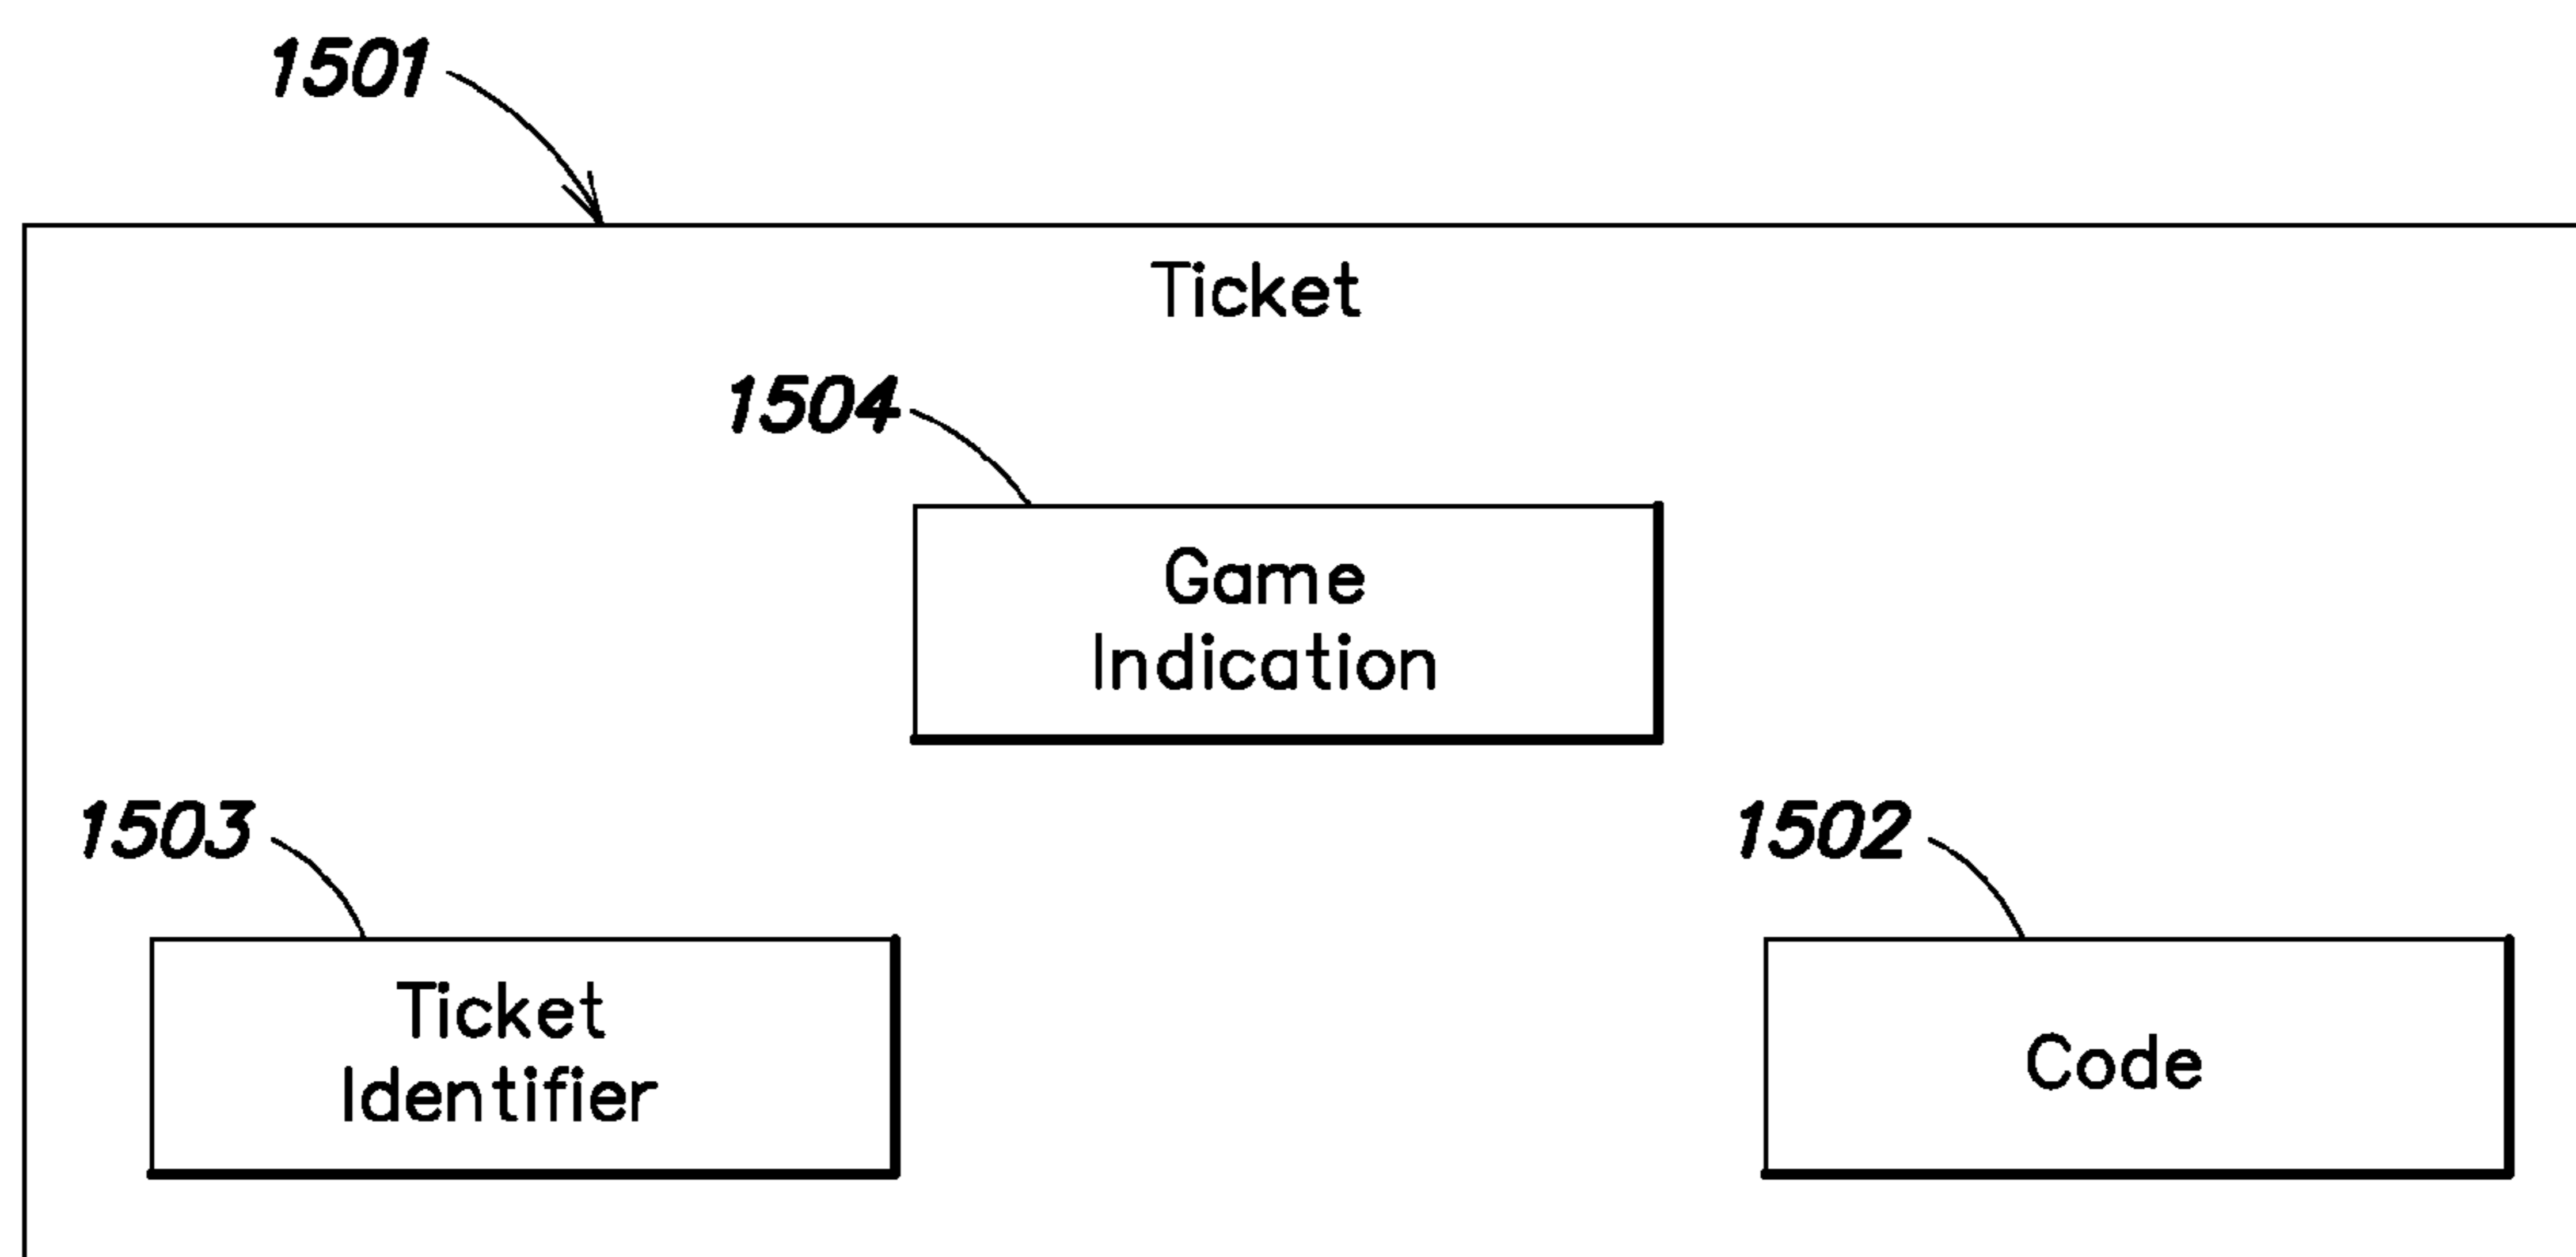 1501
Ticket
1504
Game
Indication
1503
1502
Ticket
Identifier
Code